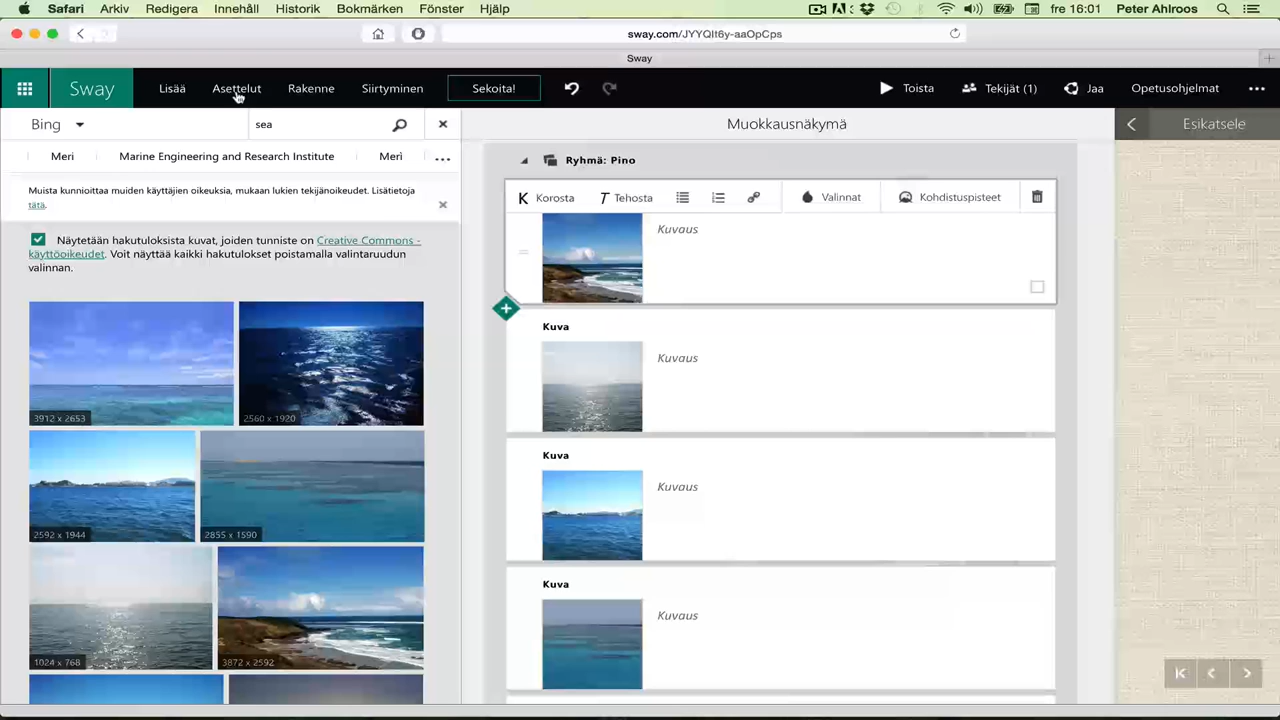 Safari Arkiv Redigera Innehåll Historik Bokmärken Fönster Hjälp fre 16:01 Peter Ahlroos
sway.com/JYYQIt6y-aaOpCps
Sway
Sway Lisää Asettelut Rakenne Siirtyminen Sekoita! Toista Tekijät (1) Jaa Opetusohjelmat
Bing sea
Meri Marine Engineering and Research Institute Meri
Muista kunnioittaa muiden käyttäjien oikeuksia, mukaan lukien tekijänoikeudet. Lisätietoja
tätä.
Näytetään hakutuloksista kuvat, joiden tunniste on Creative Commons -
käyttöoikeudet. Voit näyttää kaikki hakutulokset poistamalla valintaruudun
valinnan.
3912 x 2653
2560 x 1920
2592 x 1944
2855 x 1590
1024 x 768
3872 x 2592
Muokkausnäkymä
Ryhmä: Pino
K Korosta T Tehosta Valinnat Kohdistuspisteet
Kuvaus
Kuva
Kuvaus
Kuva
Kuvaus
Kuva
Kuvaus
Esikatsele